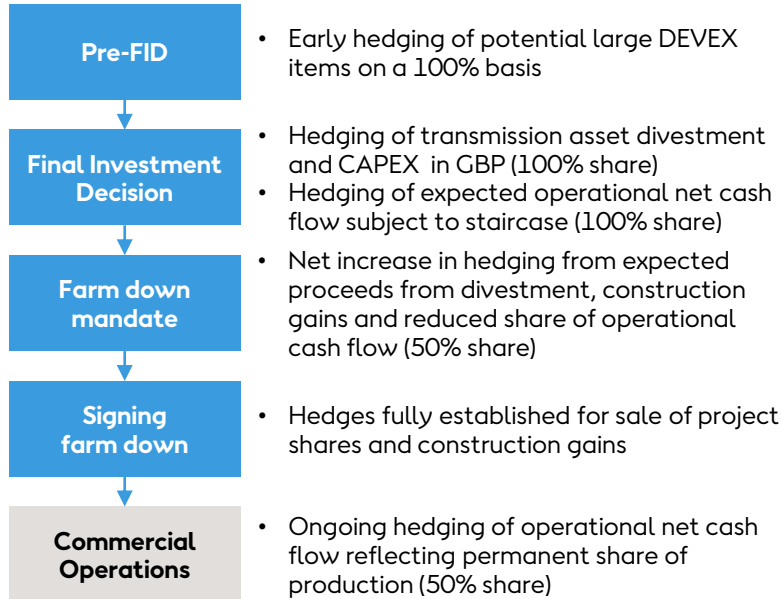 Pre-FID
• Early hedging of potential large DEVEX
items on a 100% basis
Final Investment
Decision
• Hedging of transmission asset divestment
and CAPEX in GBP (100% share)
• Hedging of expected operational net cash
flow subject to staircase (100% share)
Farm down
mandate
• Net increase in hedging from expected
proceeds from divestment, construction
gains and reduced share of operational
cash flow (50% share)
Signing
farm down
• Hedges fully established for sale of project
shares and construction gains
Commercial
Operations
• Ongoing hedging of operational net cash
flow reflecting permanent share of
production (50% share)